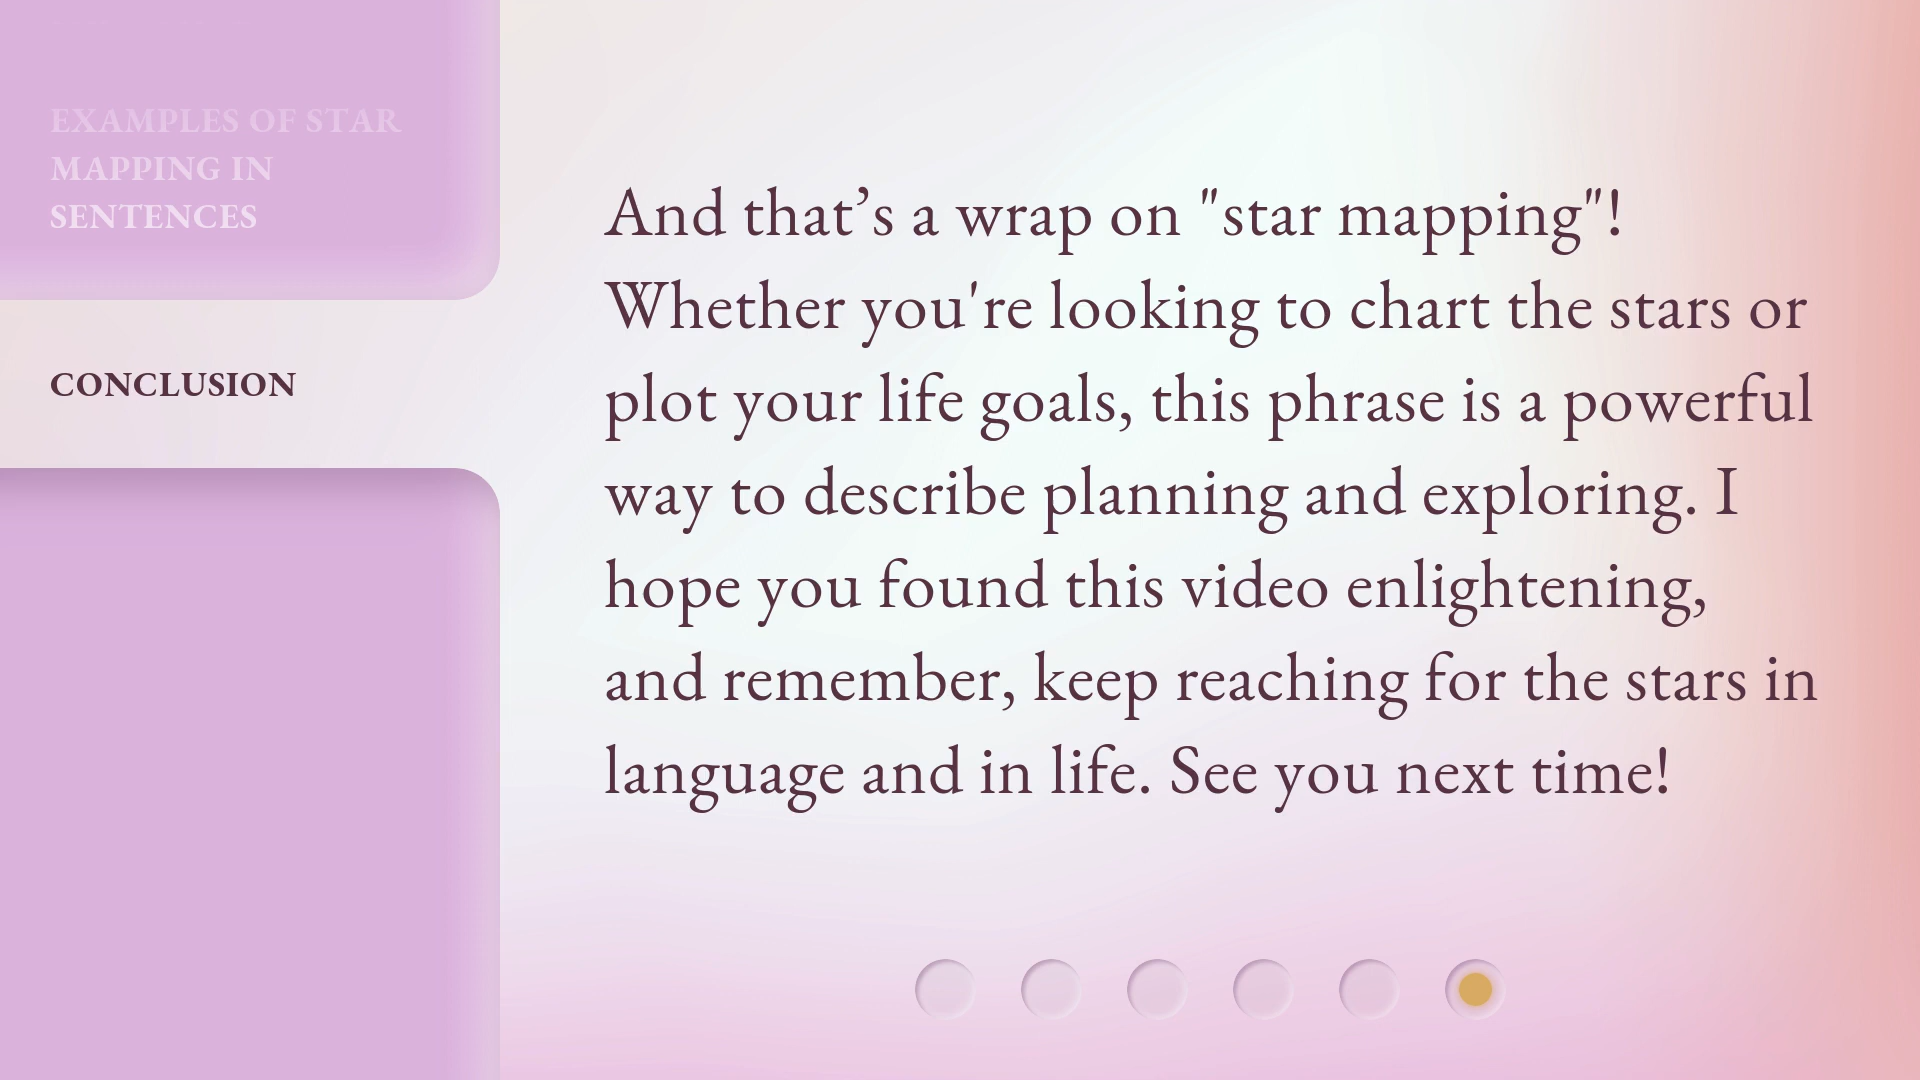 EXAMPLES OF STAR
MAPPING IN
SENTENCES
CONCLUSION
And that’s a wrap on "star mapping"!
Whether you're looking to chart the stars or
plot your life goals, this phrase is a powerful
way to describe planning and exploring. I
hope you found this video enlightening,
and remember, keep reaching for the stars in
language and in life. See you next time!